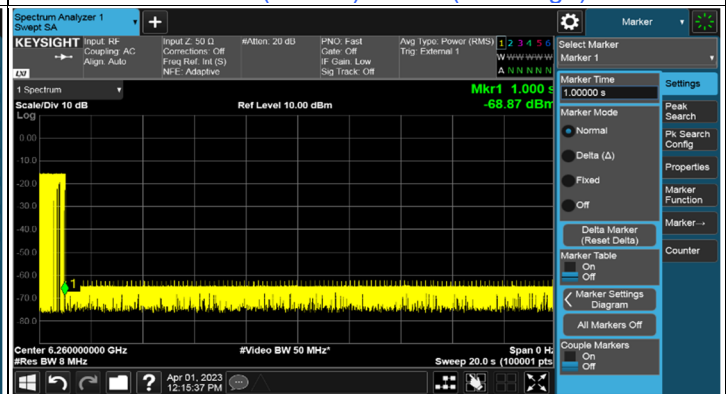 Spectrum Analyzer 1
Swept SA
Marker
KEYSIGHT
Input: RF
Coupling: AC
Align: Auto
Input Z: 50 Ω
Corrections: Off
Freq Ref: Int (S)
NFE: Adaptive
#Atten: 20 dB
PNO: Fast
Gate: Off
IF Gain: Low
Sig Track: Off
Avg Type: Power (RMS)
Trig: External 1
1 2 3 4 5 6
W W W W W W
A N N N N N
LXI
Select Marker
Marker 1
1 Spectrum
Scale/Div 10 dB
Log
Ref Level 10.00 dBm
Mkr1 1.000 s
-68.87 dBm
0.00
-10.0
-20.0
-30.0
-40.0
-50.0
-60.0
-70.0
-80.0
1
Center 6.260000000 GHz
#Res BW 8 MHz
#Video BW 50 MHz*
Span 0 Hz
Sweep 20.0 s (10001 pts
Marker Time
1.00000 s
Marker Mode
Normal
Delta (Δ)
Fixed
Off
Delta Marker
(Reset Delta)
Marker Table
On
Off
Marker Settings
Diagram
All Markers Off
Couple Markers
On
Off
Settings
Peak
Search
Pk Search
Config
Properties
Marker
Function
Marker→
Counter
Apr 01, 2023
12:15:37 PM